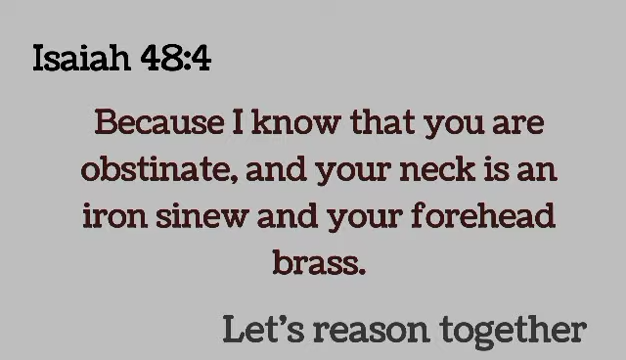 Isaiah 48:4
Because I know that you are
obstinate, and your neck is an
iron sinew and your forehead
brass.
Let’s reason together